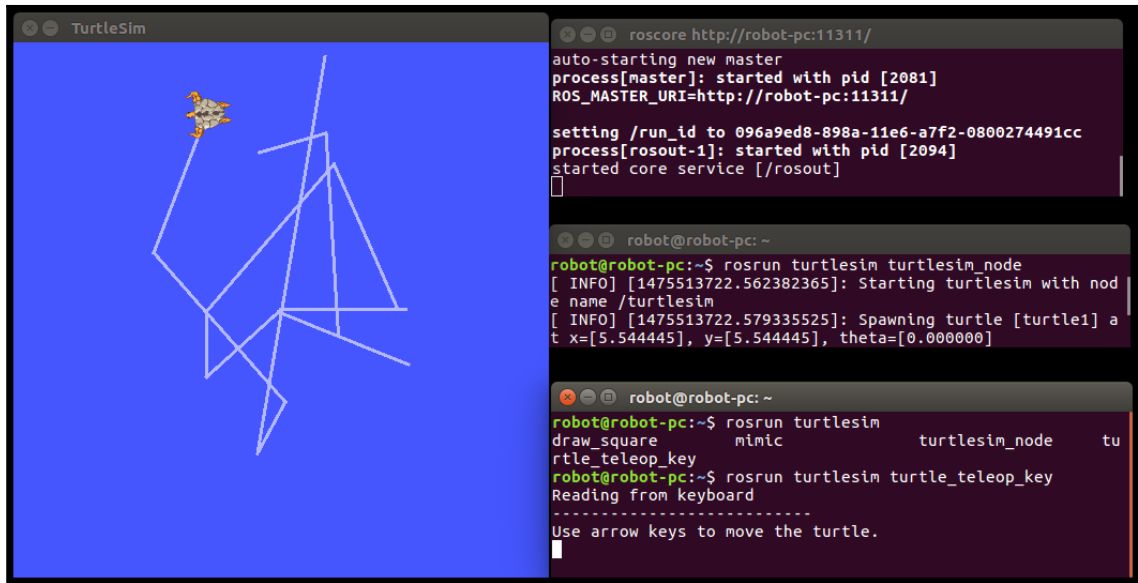 TurtleSim
roscore http://robot-pc:11311/
auto-starting new master
process[master]: started with pid [2081]
ROS_MASTER_URI=http://robot-pc:11311/
setting /run_id to 096a9ed8-898a-11e6-a7f2-0800274491cc
process[rosout-1]: started with pid [2094]
started core service [/rosout]
robot@robot-pc: ~
robot@robot-pc:~$ rosrun turtlesim turtlesim_node
[ INFO] [1475513722.562382365]: Starting turtlesim with nod
e name /turtlesim
[ INFO] [1475513722.579335525]: Spawning turtle [turtle1] a
t x=[5.544445], y=[5.544445], theta=[0.000000]
robot@robot-pc: ~
robot@robot-pc:~$ rosrun turtlesim
draw_square mimic turtlesim_node tu
rtle_teleop_key
robot@robot-pc:~$ rosrun turtlesim turtle_teleop_key
Reading from keyboard
---------------------------
Use arrow keys to move the turtle.